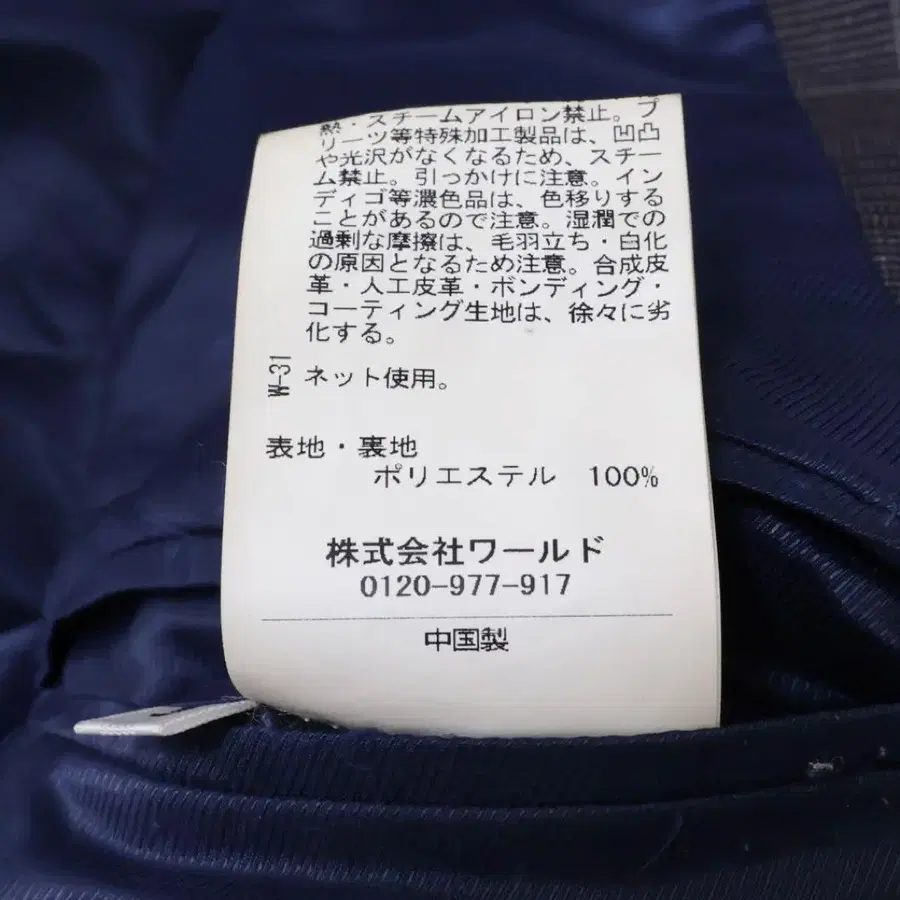 熱・スチームアイロン禁止。プ
リーツ等特殊加工製品は、凹凸
や光沢がなくなるため、スチー
ム禁止。引っかけに注意。イン
ディゴ等濃色品は、色移りする
ことがあるので注意。湿潤での
過剰な摩擦は、毛羽立ち・白化
の原因となるため注意。合成皮
革・人工皮革・ボンディング・
コーティング生地は、徐々に劣
化する。
W-31
ネット使用。
表地・裏地
ポリエステル 100%
株式会社ワールド
0120-977-917
中国製